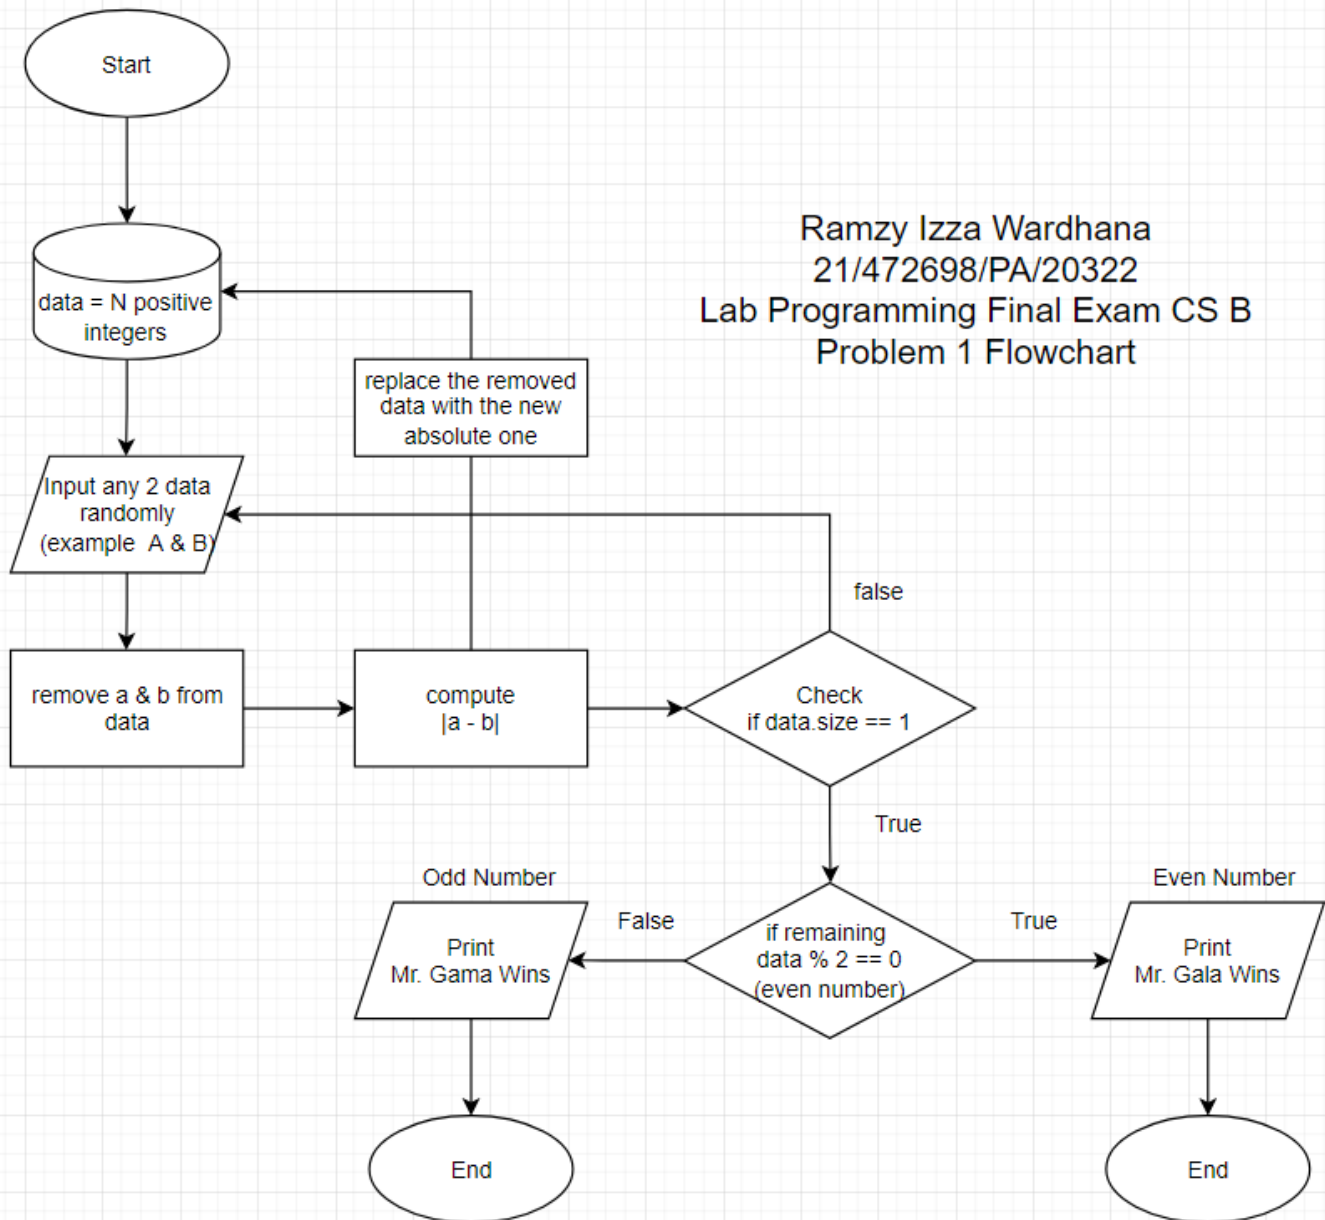 Start
Ramzy Izza Wardhana
21/472698/PA/20322
Lab Programming Final Exam CS B
Problem 1 Flowchart
data = N positive
integers
replace the removed
data with the new
absolute one
Input any 2 data
randomly
(example A & B)
false
remove a & b from
data
compute
|a - b|
Check
if data.size == 1
True
Odd Number
Even Number
False
True
Print
Mr. Gama Wins
if remaining
data % 2 == 0
(even number)
Print
Mr. Gala Wins
End
End